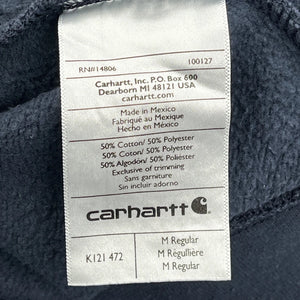 RN#14806 100127
Carhartt, Inc. P.O. Box 600
Dearborn MI 48121 USA
carhartt.com
Made in Mexico
Fabriqué au Mexique
Hecho en México
50% Cotton/ 50% Polyester
50% Coton/ 50% Polyester
50% Algodon/ 50% Poliéster
Exclusive of trimming
Sans garniture
Sin incluir adorno
carhartt
K121 472
M Regular
M Régulière
M Regular